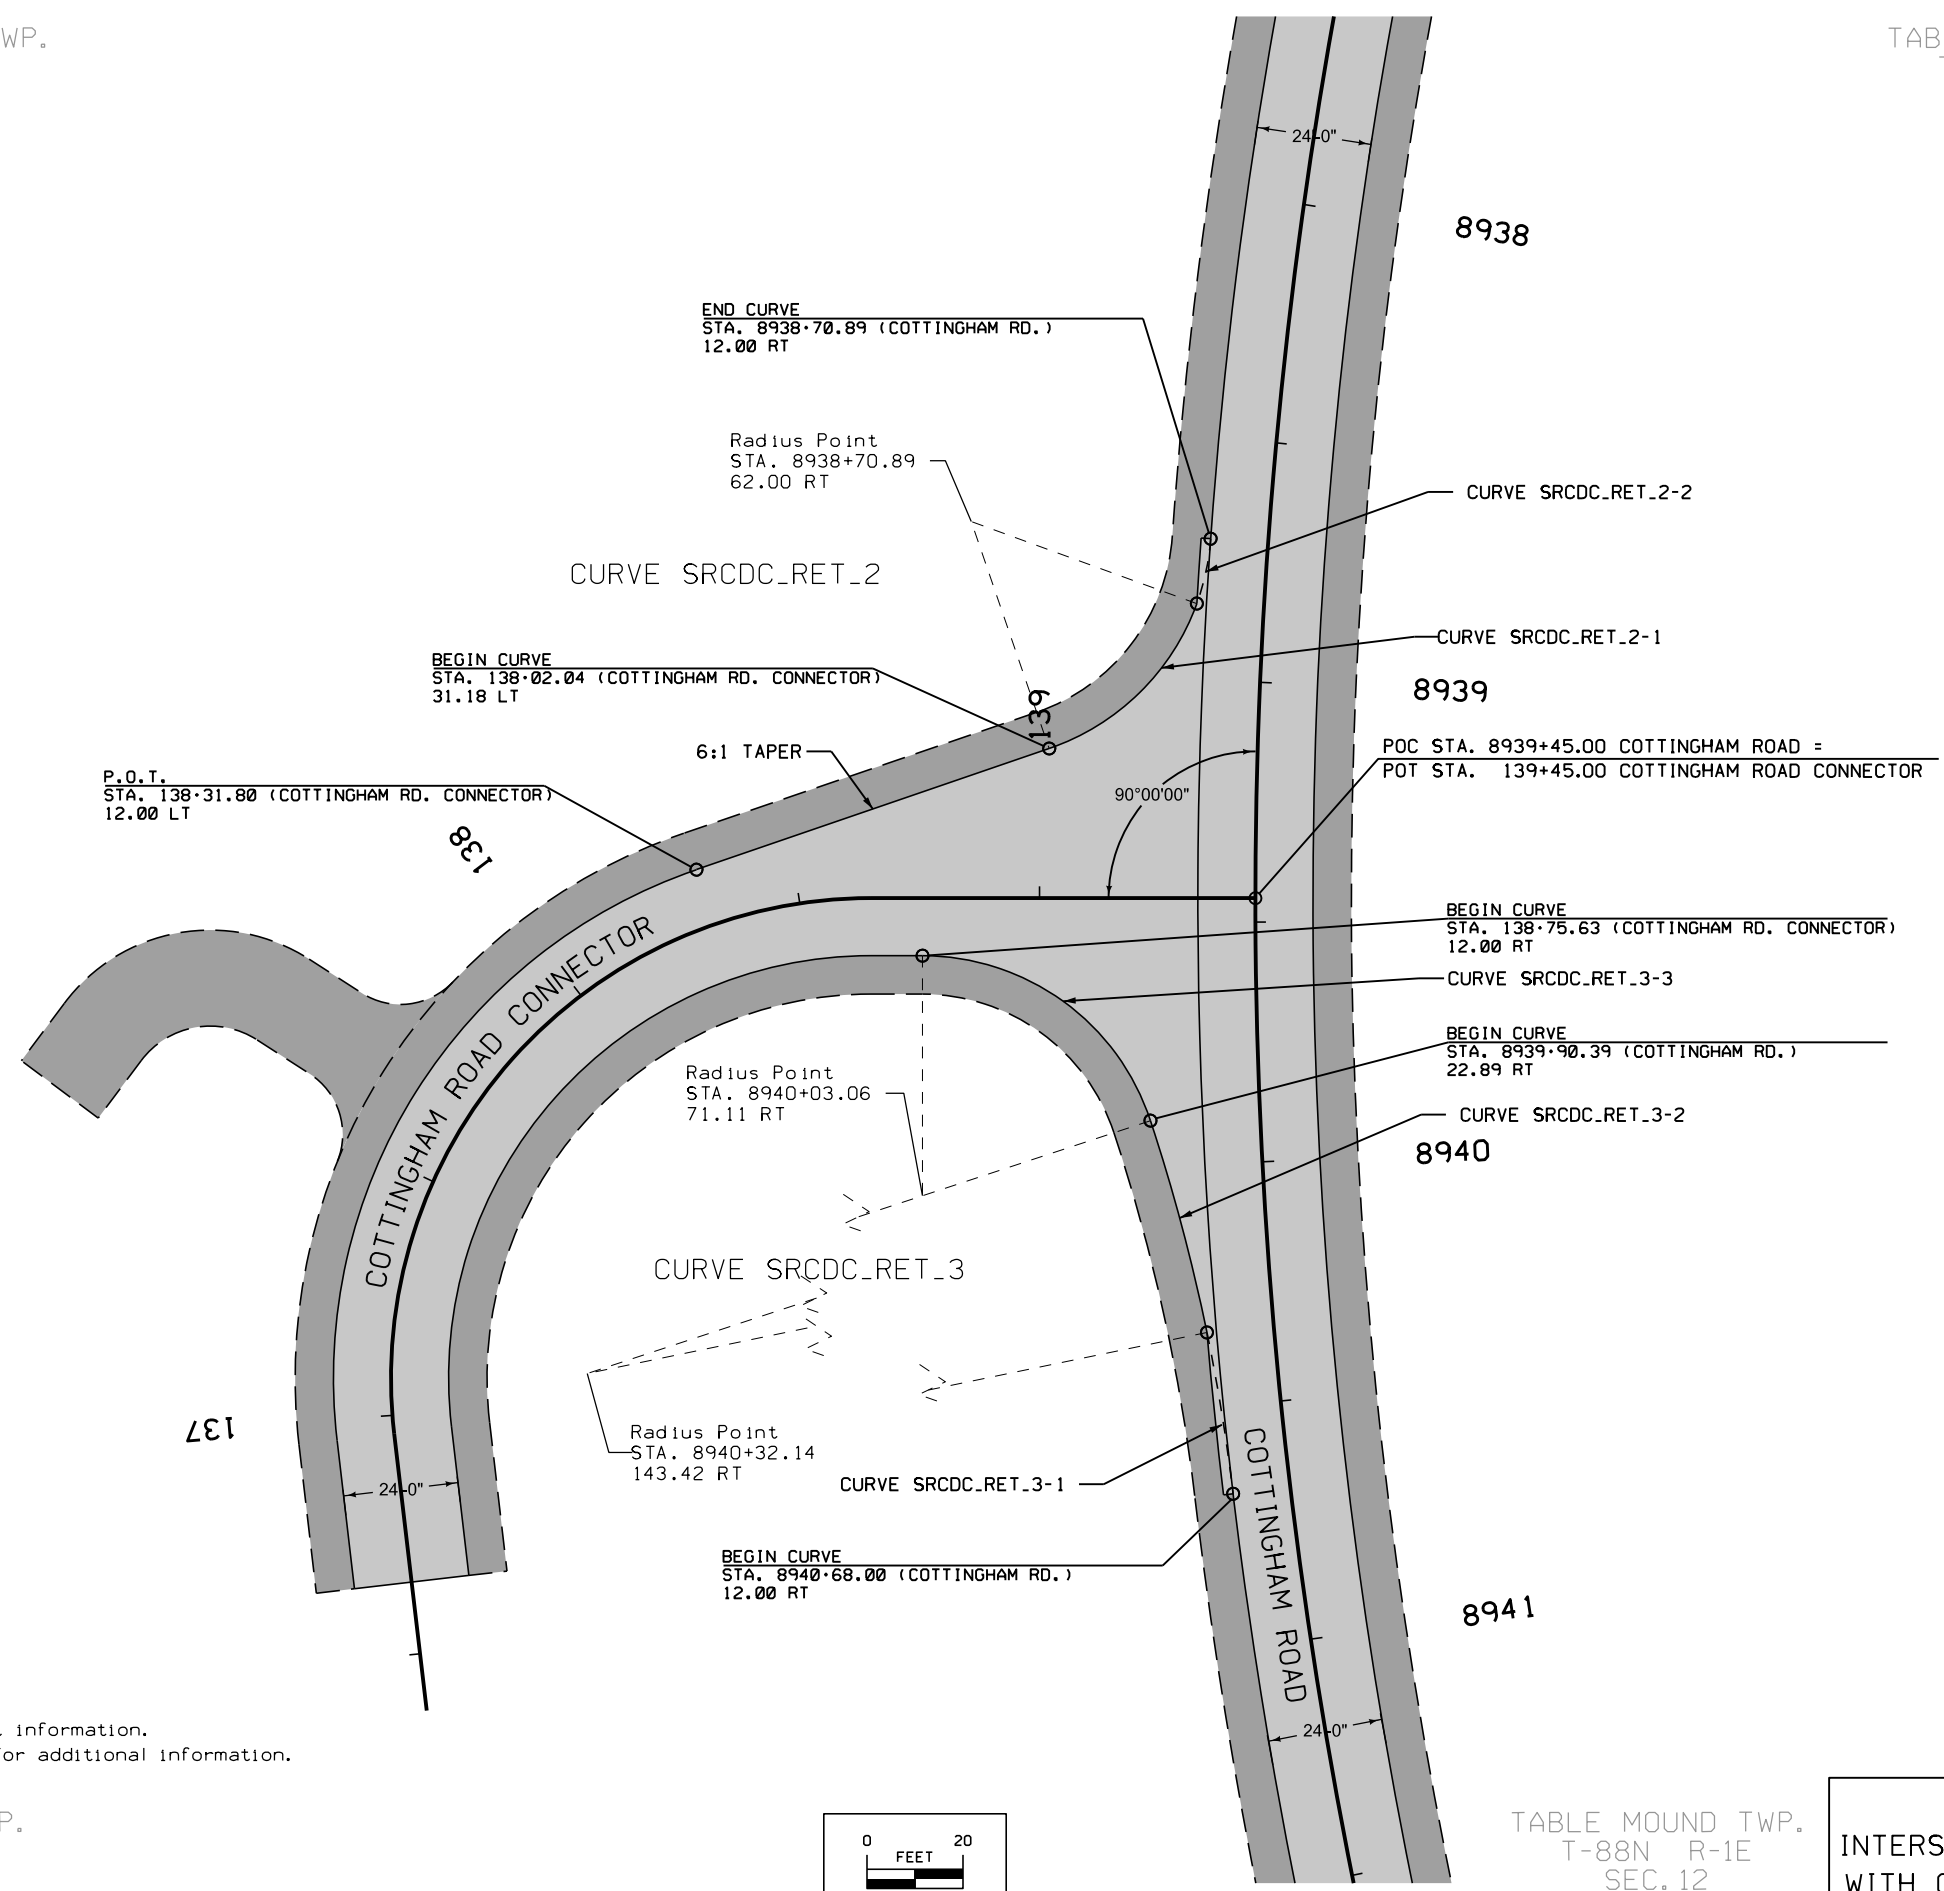 WP.
TAB
24'-0"
8938
END CURVE
STA. 8938+70.89 (COTTINGHAM RD.)
12.00 RT
Radius Point
STA. 8938+70.89
62.00 RT
CURVE SRCDC_RET_2-2
CURVE SRCDC_RET_2
CURVE SRCDC_RET_2-1
BEGIN CURVE
STA. 138+02.04 (COTTINGHAM RD. CONNECTOR)
31.18 LT
139
8939
6:1 TAPER
POC STA. 8939+45.00 COTTINGHAM ROAD =
POT STA. 139+45.00 COTTINGHAM ROAD CONNECTOR
P.O.T.
STA. 138+31.80 (COTTINGHAM RD. CONNECTOR)
12.00 LT
90°00'00"
138
BEGIN CURVE
STA. 138+75.63 (COTTINGHAM RD. CONNECTOR)
12.00 RT
COTTINGHAM ROAD CONNECTOR
CURVE SRCDC_RET_3-3
BEGIN CURVE
STA. 8939+90.39 (COTTINGHAM RD.)
22.89 RT
Radius Point
STA. 8940+03.06
71.11 RT
CURVE SRCDC_RET_3-2
8940
CURVE SRCDC_RET_3
137
Radius Point
STA. 8940+32.14
143.42 RT
24'-0"
CURVE SRCDC_RET_3-1
COTTINGHAM ROAD
BEGIN CURVE
STA. 8940+68.00 (COTTINGHAM RD.)
12.00 RT
8941
24'-0"
information.
or additional information.
P.
0 20
FEET
TABLE MOUND TWP.
T-88N R-1E
SEC. 12
INTERS
WITH